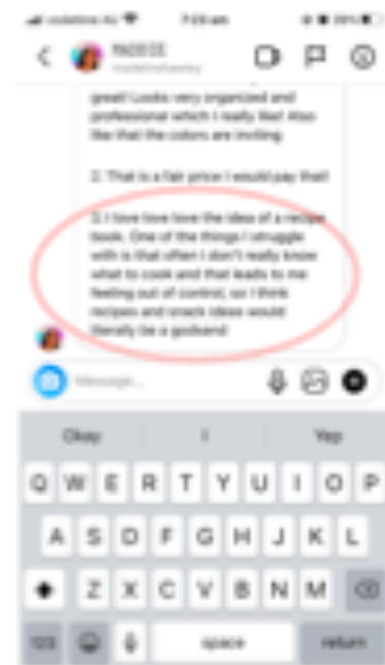 7:23 am
great! Looks very organized and
professional which I really like! Also
like that the colors are inviting
2. That is a fair price I would pay that!
3. I love love love the idea of a recipe
book. One of the things I struggle
with is that often I don't really know
what to cook and that leads to me
feeling out of control, so I think
recipes and snack ideas would
literally be a godsend
Message...
Okay I Yep
Q W E R T Y U I O P
A S D F G H J K L
Z X C V B N M
123 space return